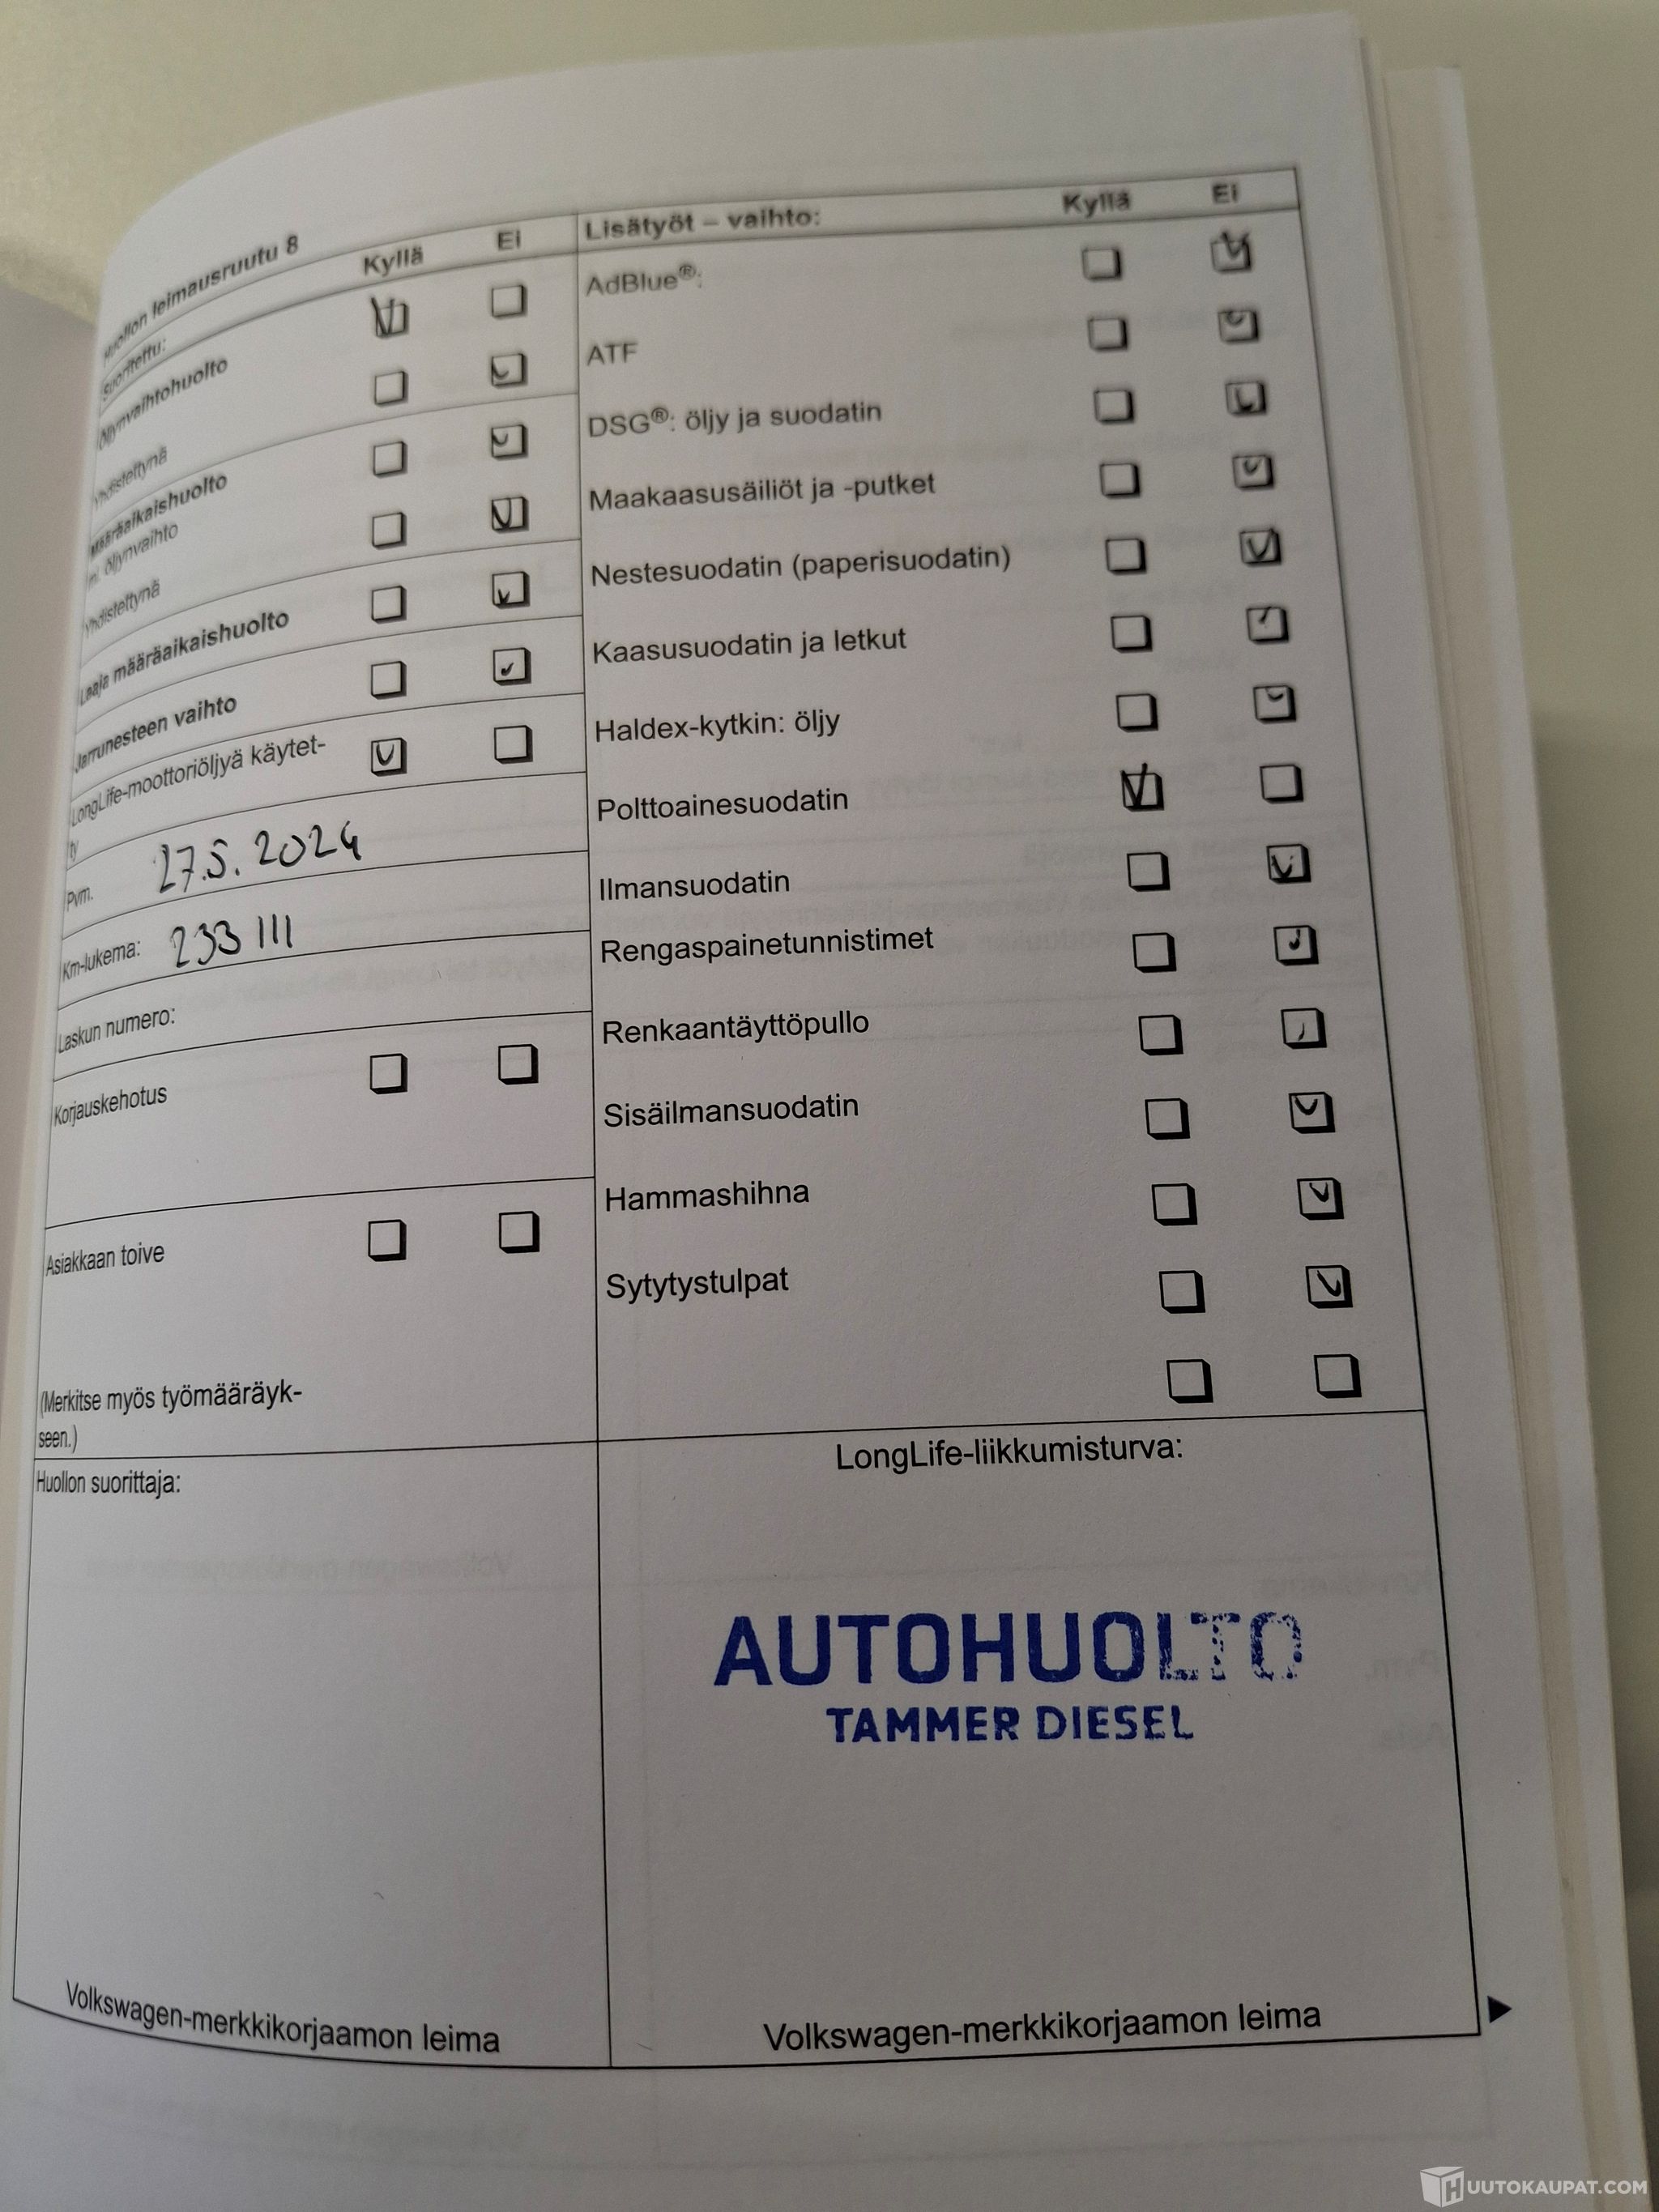 Huollon leimausruutu 8
Suoritettu: Kyllä Ei
Öljynvaihtohuolto
Yhdistettynä
Määräaikaishuolto
ml. öljynvaihto
Yhdistettynä
Laaja määräaikaishuolto
Jarrunesteen vaihto
LongLife-moottoriöljyä käytet-
ty
Pvm. 27.5.2024
Km-lukema: 233 111
Laskun numero:
Korjauskehotus
Asiakkaan toive
(Merkitse myös työmääräyk-
seen.)
Huollon suorittaja:
Volkswagen-merkkikorjaamon leima
Lisätyöt – vaihto: Kyllä Ei
AdBlue®:
ATF
DSG®: öljy ja suodatin
Maakaasusäiliöt ja -putket
Nestesuodatin (paperisuodatin)
Kaasusuodatin ja letkut
Haldex-kytkin: öljy
Polttoainesuodatin
Ilmansuodatin
Rengaspainetunnistimet
Renkaantäyttöpullo
Sisäilmansuodatin
Hammashihna
Sytytystulpat
LongLife-liikkumisturva:
AUTOHUOLTO
TAMMER DIESEL
Volkswagen-merkkikorjaamon leima
HUUTOKAUPAT.COM